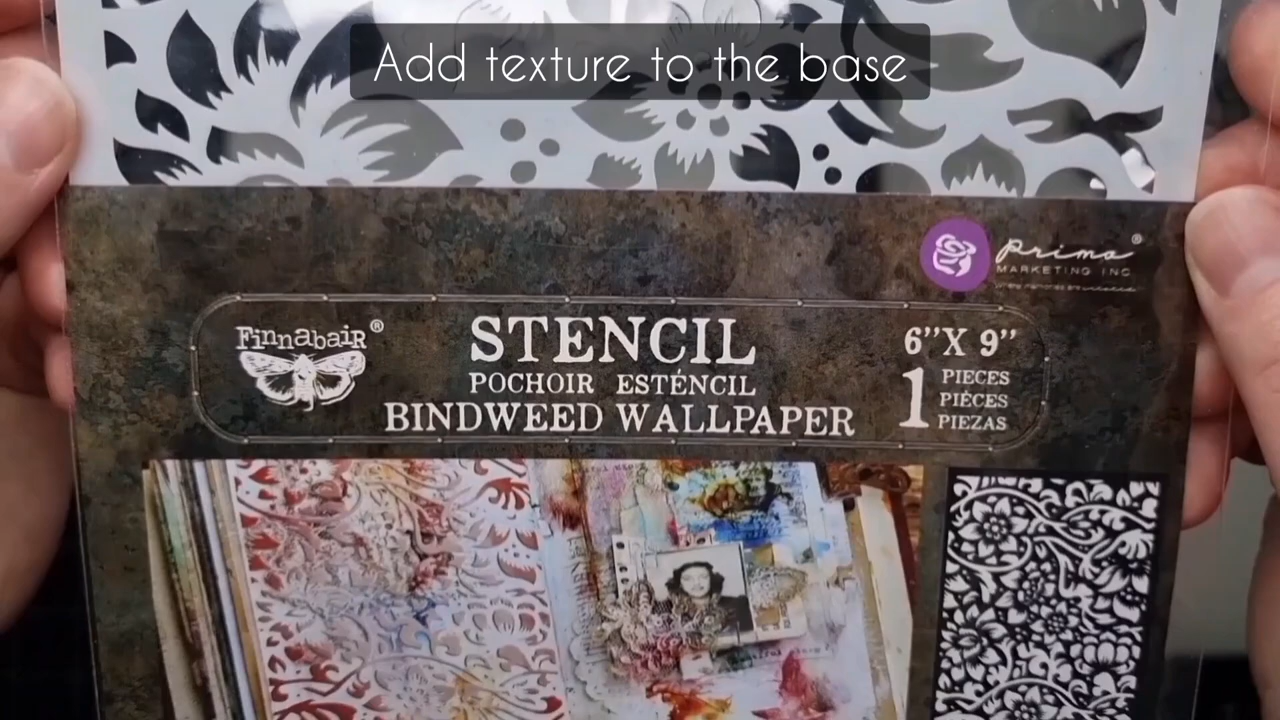 Add texture to the base
prima
®
MARKETING INC
Finnabair®
STENCIL
POCHOIR ESTÉNCIL
BINDWEED WALLPAPER
6”X 9”
1 PIECES
PIÈCES
PIEZAS